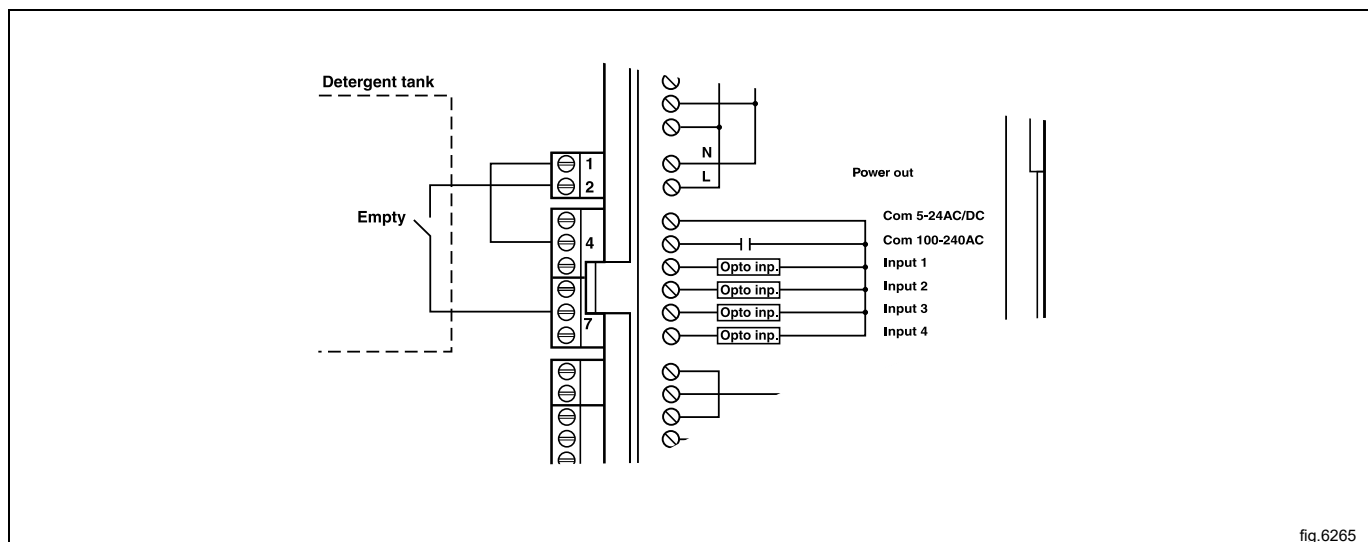 Detergent tank
N
1
L
Power out
2
Com 5-24AC/DC
Empty
4
Com 100-240AC
Opto inp.
Input 1
Opto inp.
Input 2
Opto inp.
Input 3
7
Opto inp.
Input 4
fig.6265